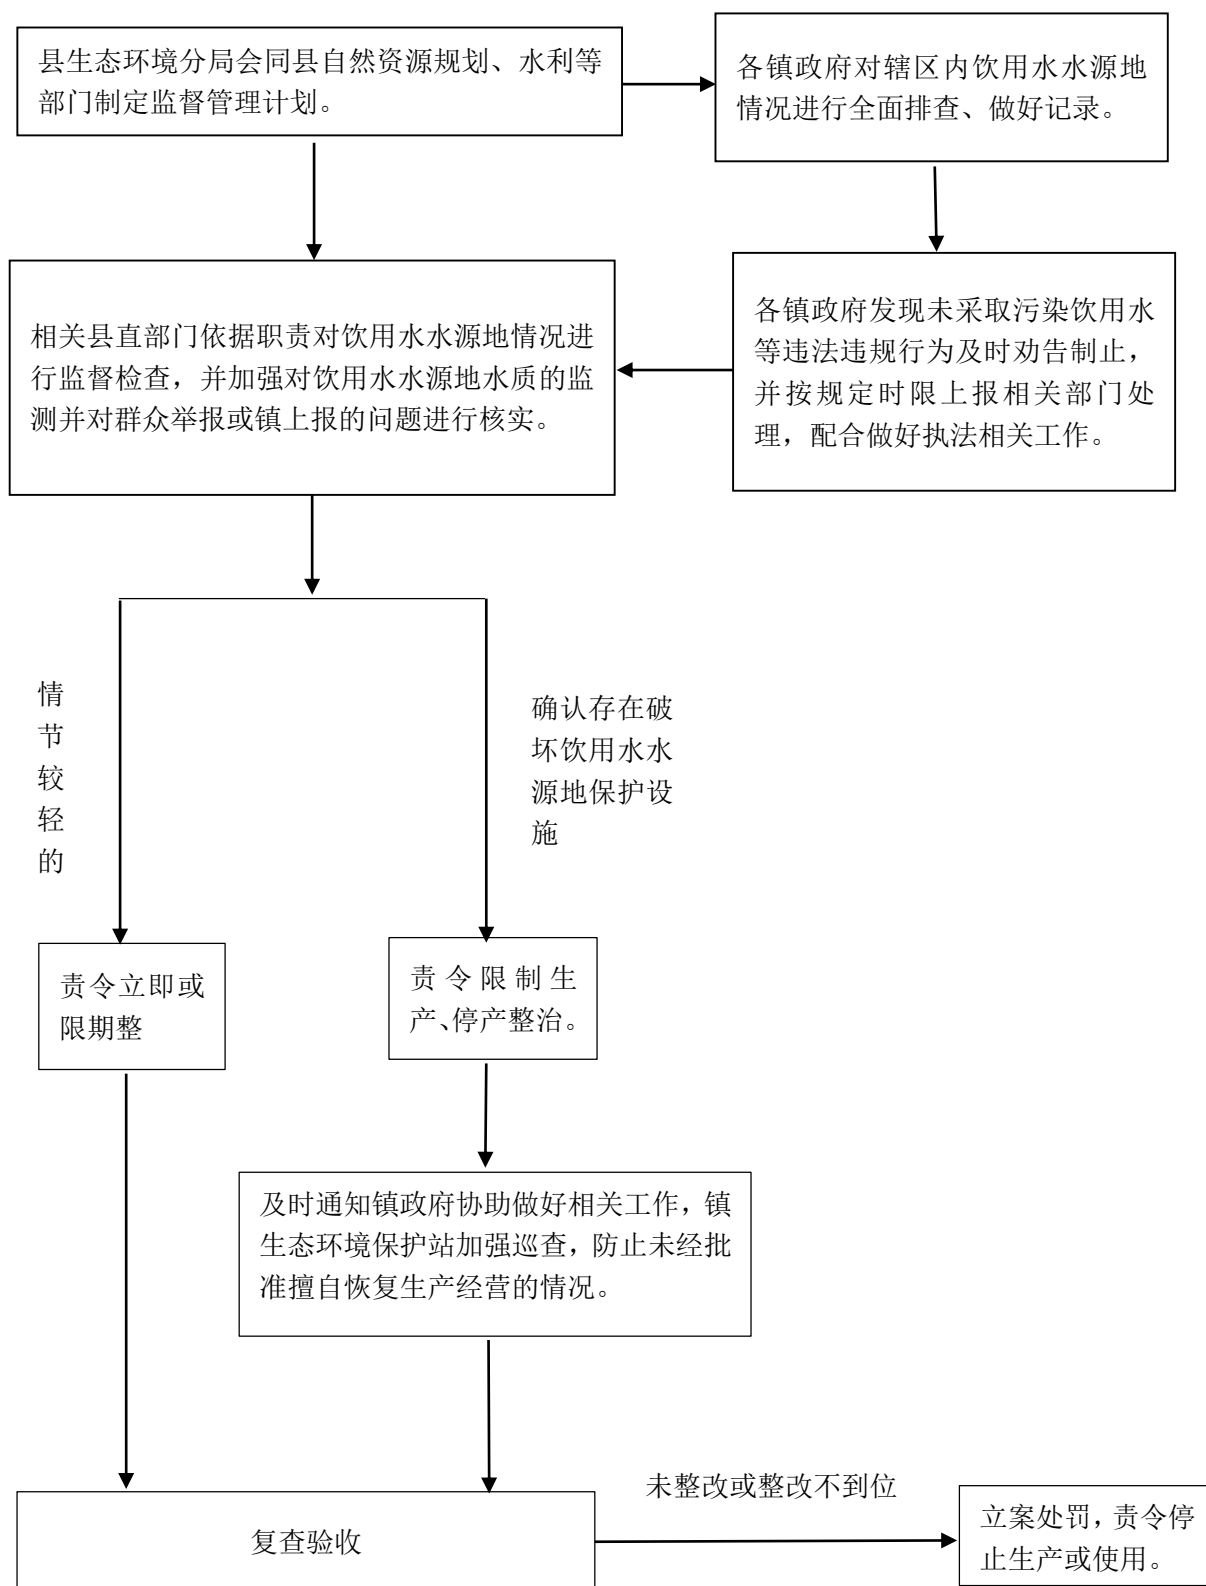 县生态环境分局会同县自然资源规划、水利等
部门制定监督管理计划。
各镇政府对辖区内饮用水水源地
情况进行全面排查、做好记录。
相关县直部门依据职责对饮用水水源地情况进
行监督检查，并加强对饮用水水源地水质的监
测并对群众举报或镇上报的问题进行核实。
各镇政府发现未采取污染饮用水
等违法违规行为及时劝告制止，
并按规定时限上报相关部门处
理，配合做好执法相关工作。
情
节
较
轻
的
确认存在破
坏饮用水水
源地保护设
施
责令立即或
限期整
责令限制生
产、停产整治。
及时通知镇政府协助做好相关工作，镇
生态环境保护站加强巡查，防止未经批
准擅自恢复生产经营的情况。
复查验收
未整改或整改不到位
立案处罚，责令停
止生产或使用。